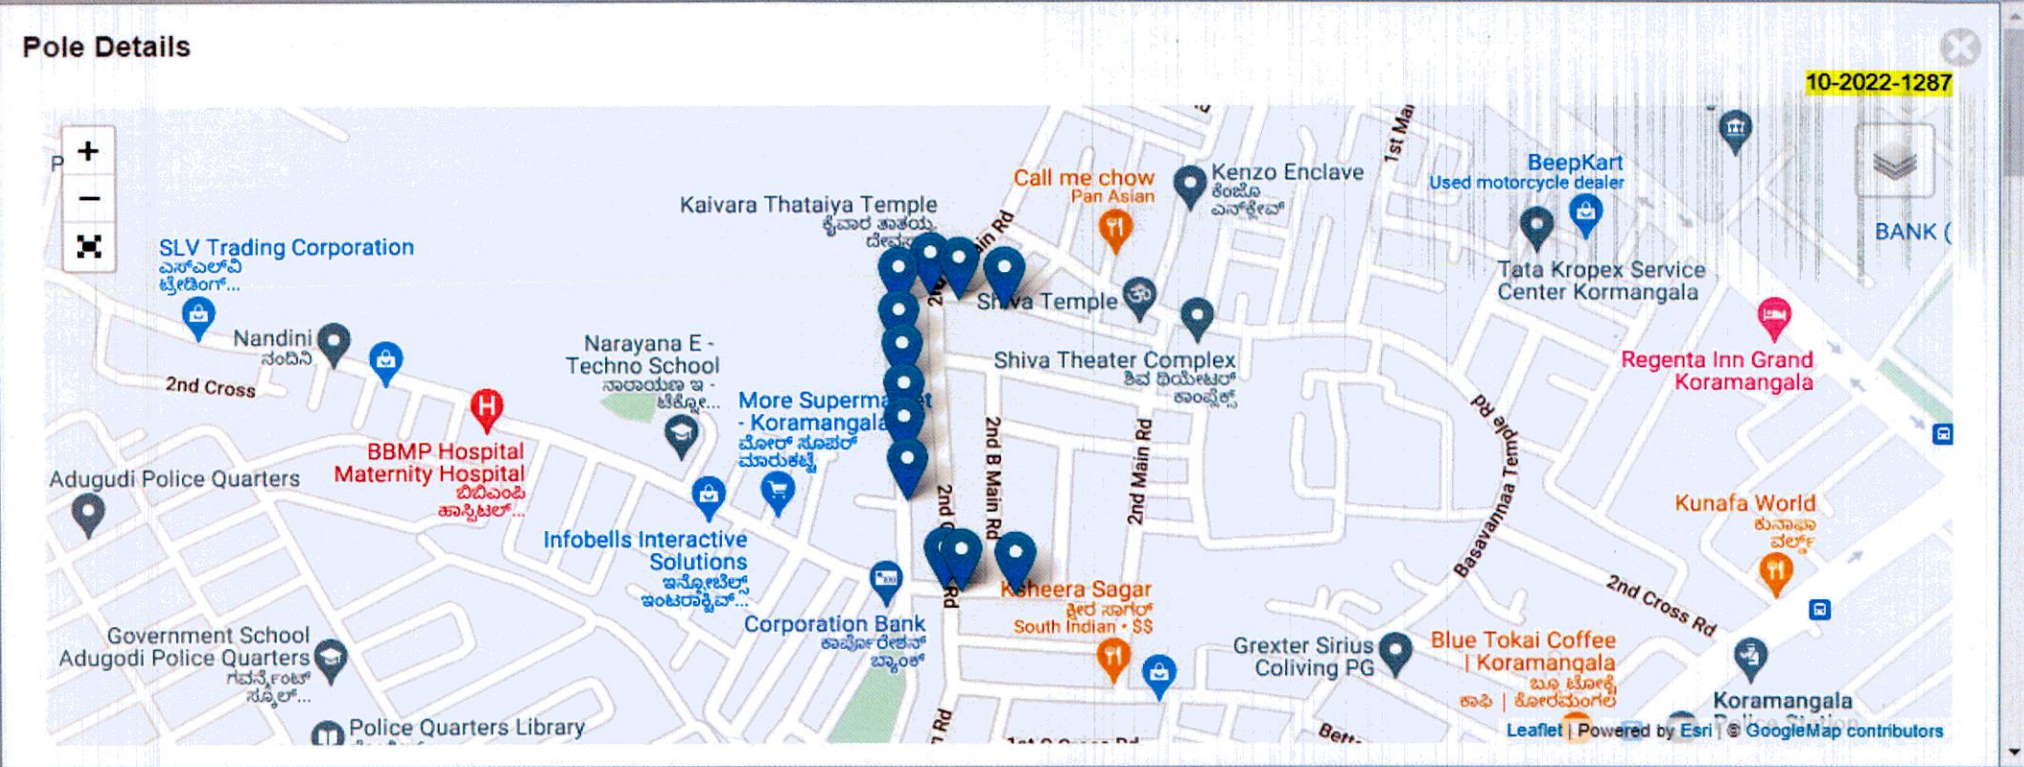 Pole Details
10-2022-1287
+
−
Call me chow
Pan Asian
Kenzo Enclave
ಕೆಂಜೊ
ಎನ್‌ಕ್ಲೇವ್
1st Mai
BeepKart
Used motorcycle dealer
BANK (
Kaivara Thataiya Temple
ಕೈವಾರ ತಾತಯ್ಯ
SLV Trading Corporation
ಎಸ್ಎಲ್‌ವಿ
ಟ್ರೇಡಿಂಗ್...
Tata Kropex Service
Center Kormangala
Shiva Temple
Nandini
ನಂದಿನಿ
Narayana E -
Techno School
ನಾರಾಯಣ ಇ -
ಟೆಕ್ನೋ...
Shiva Theater Complex
ಶಿವ ಥಿಯೇಟರ್
ಕಾಂಪ್ಲೆಕ್ಸ್
Regenta Inn Grand
Koramangala
2nd Cross
More Supermarket
- Koramangala
ಮೋರ್ ಸೂಪರ್
ಮಾರುಕಟ್ಟೆ
H
BBMP Hospital
Maternity Hospital
ಬಿಬಿಎಂಪಿ
ಹಾಸ್ಪಿಟಲ್...
2nd B Main Rd
2nd Main Rd
Basavannaa Temple Rd
Adugudi Police Quarters
Kunafa World
ಕುನಾಫಾ
ವರ್ಲ್ಡ್
Infobells Interactive
Solutions
ಇನ್ಫೋಬೆಲ್ಸ್
ಇಂಟರಾಕ್ಟಿವ್...
Ksheera Sagar
ಕ್ಷೀರ ಸಾಗರ್
South Indian • $$
2nd Cross Rd
Corporation Bank
ಕಾರ್ಪೊರೇಶನ್
ಬ್ಯಾಂಕ್
Government School
Adugodi Police Quarters
ಗವರ್ನ್ಮೆಂಟ್
ಸ್ಕೂಲ್...
Grexter Sirius
Coliving PG
Blue Tokai Coffee
| Koramangala
ಬ್ಲೂ ಟೋಕೈ
ಕಾಫಿ | ಕೋರಮಂಗಲ
Koramangala
Police Station
Police Quarters Library
Leaflet | Powered by Esri | © GoogleMap contributors